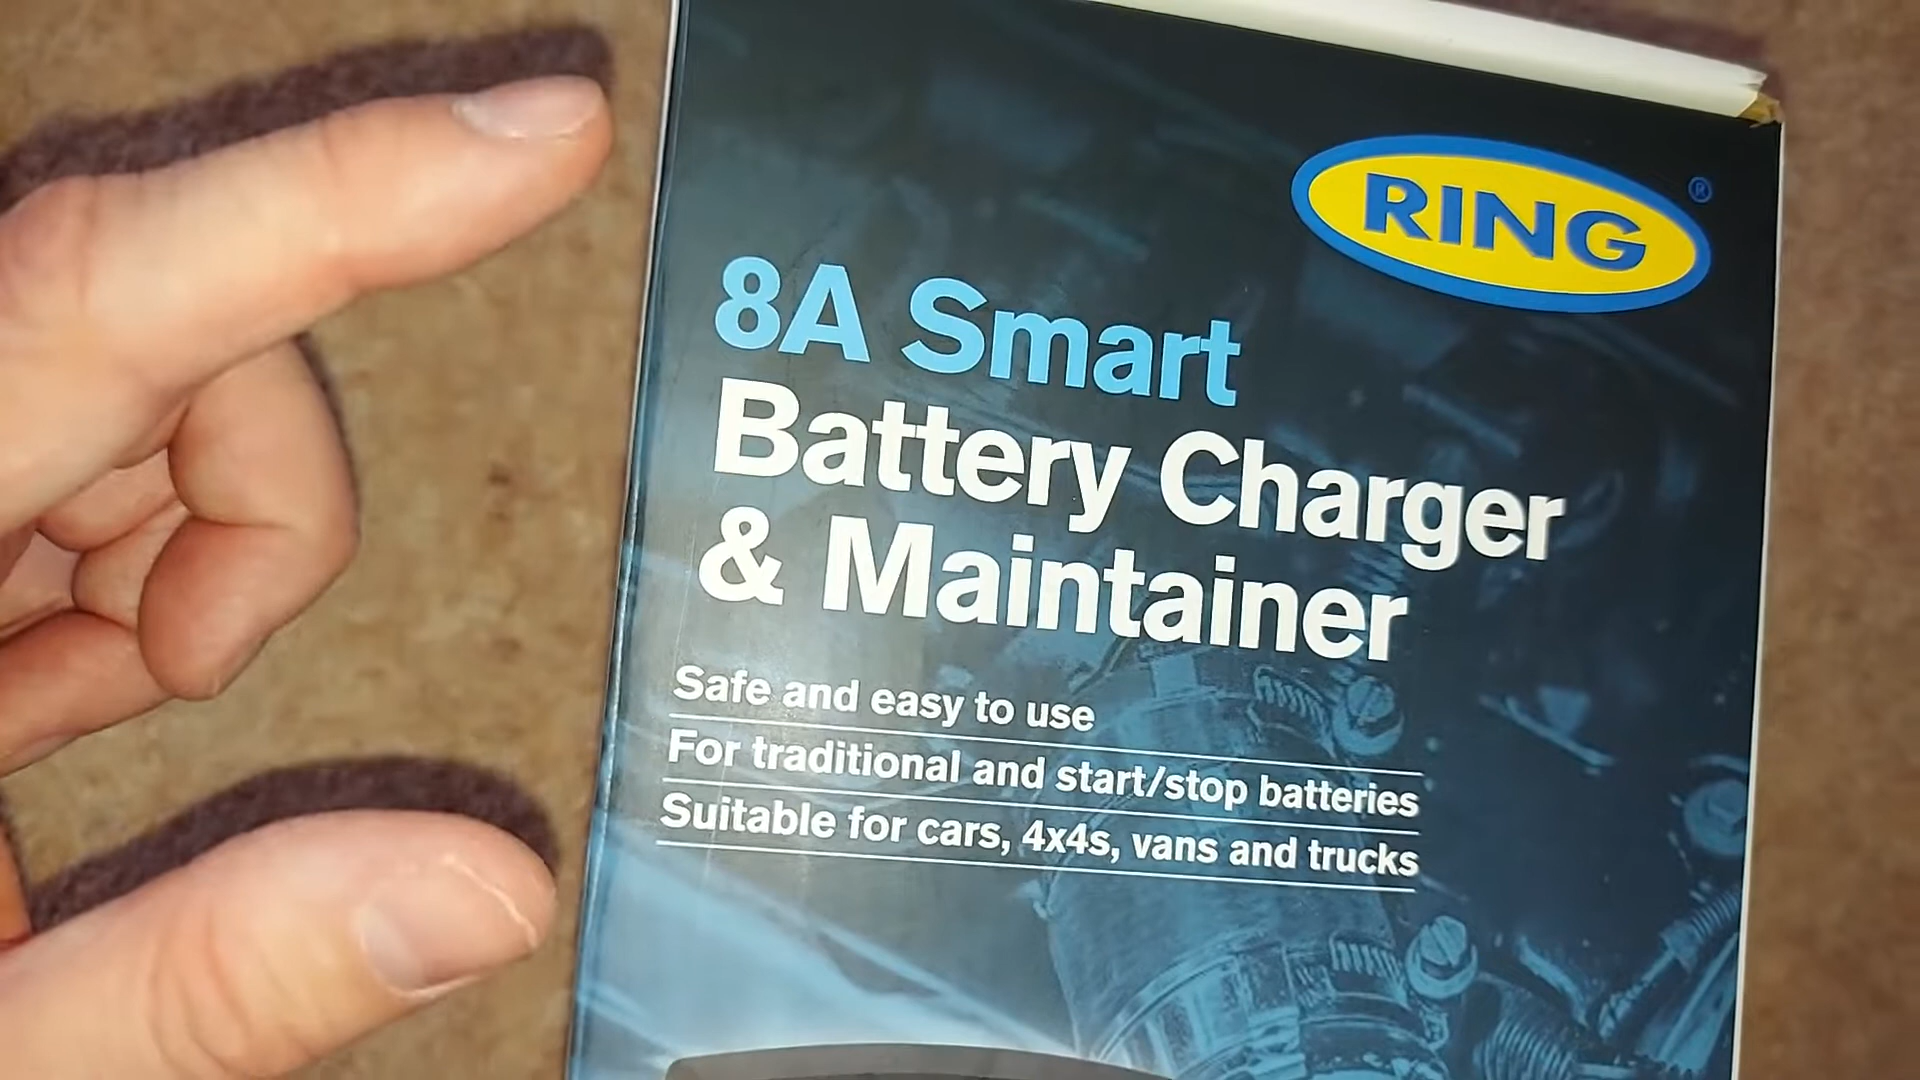 RING ®
8A Smart
Battery Charger
& Maintainer
Safe and easy to use
For traditional and start/stop batteries
Suitable for cars, 4x4s, vans and trucks